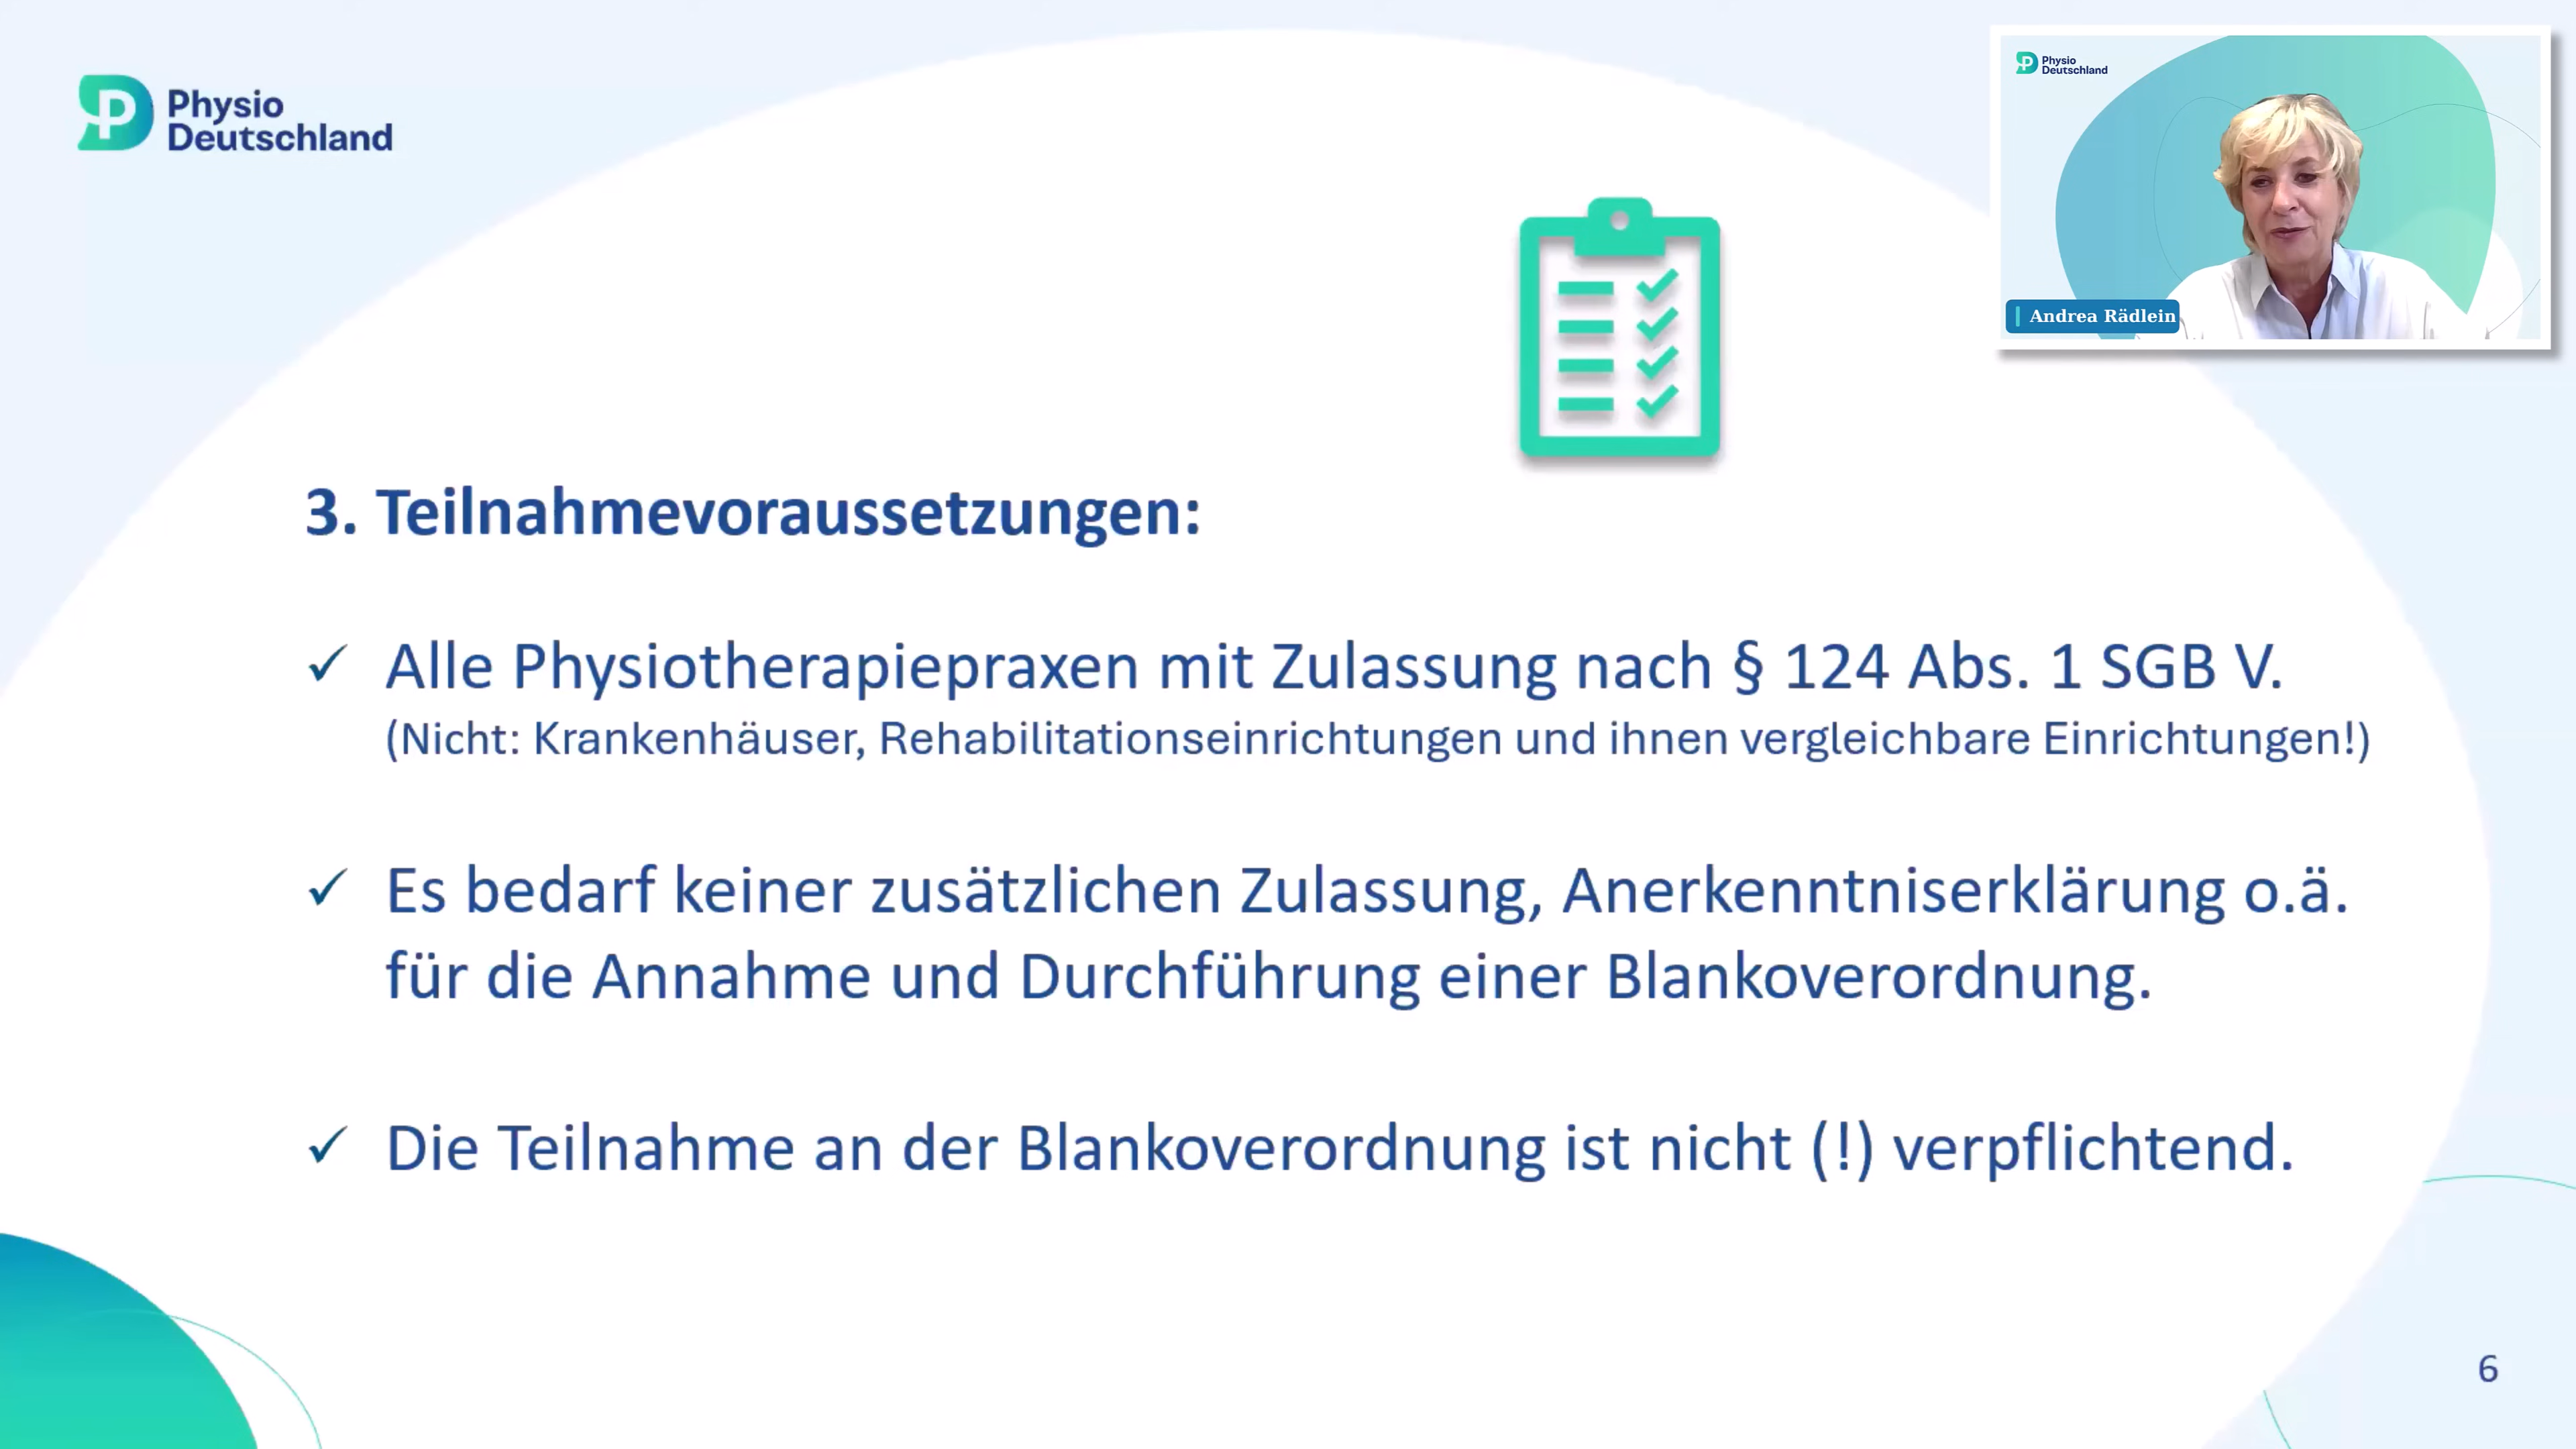 Physio
Deutschland
Physio
Deutschland
Andrea Rädlein
3. Teilnahmevoraussetzungen:
✓ Alle Physiotherapiepraxen mit Zulassung nach § 124 Abs. 1 SGB V.
(Nicht: Krankenhäuser, Rehabilitationseinrichtungen und ihnen vergleichbare Einrichtungen!)
✓ Es bedarf keiner zusätzlichen Zulassung, Anerkenntniserklärung o.ä.
für die Annahme und Durchführung einer Blankoverordnung.
✓ Die Teilnahme an der Blankoverordnung ist nicht (!) verpflichtend.
6